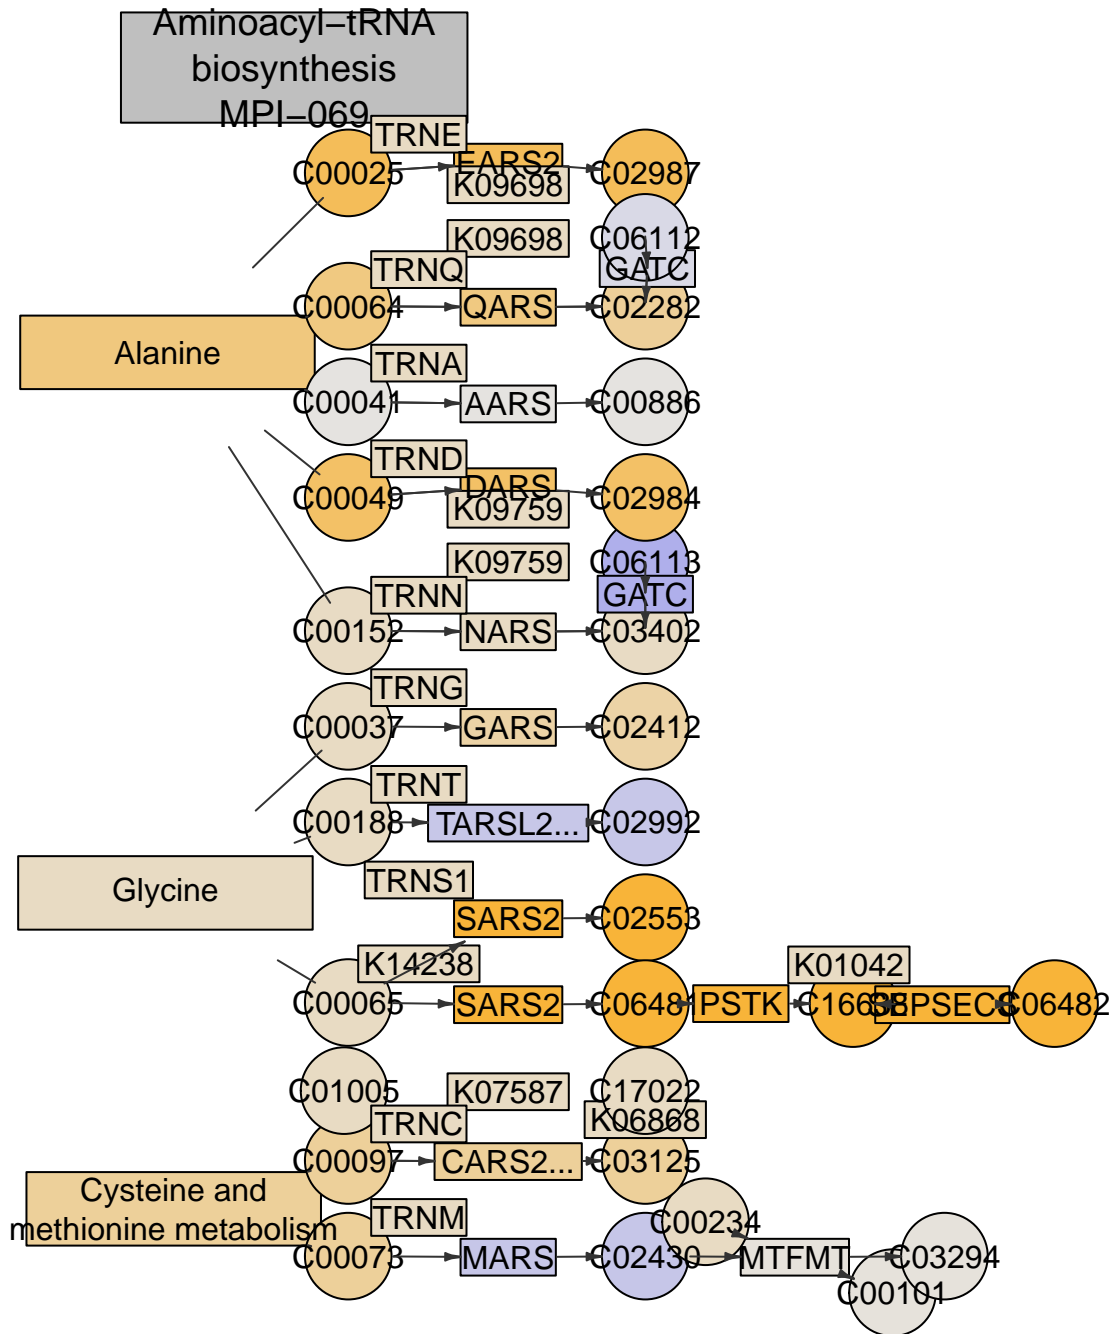 Aminoacyl−tRNA
biosynthesis
MPI−069
TRNE
C00025
EARS2
K09698
C02987
K09698
C06112
TRNQ
GATC
C00064
QARS
C02282
Alanine
TRNA
C00041
AARS
C00886
TRND
C00049
DARS
K09759
C02984
K09759
C06113
TRNN
GATC
C00152
NARS
C03402
TRNG
C00037
GARS
C02412
TRNT
C00188
TARSL2...
C02992
Glycine
TRNS1
SARS2
C02553
K14238
K01042
C00065
SARS2
C06481
PSTK
SEPSECS
C06482
C01005
K07587
C17022
TRNC
K06868
C00097
CARS2...
C03125
Cysteine and
methionine metabolism
TRNM
C00234
C00073
MARS
C02430
MTFMT
C03294
C00101